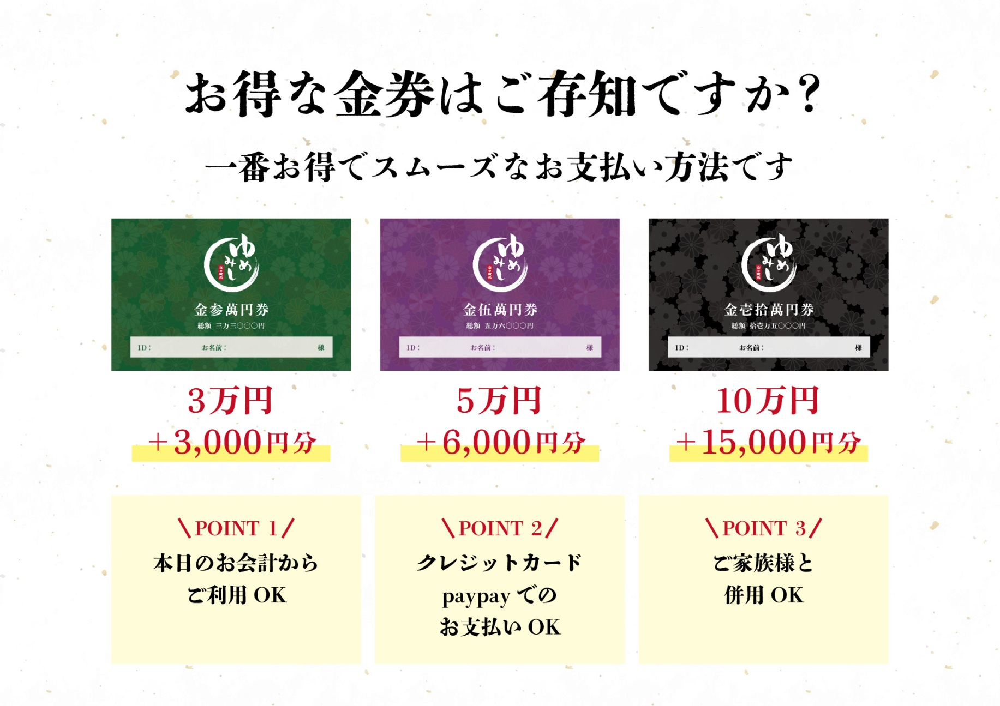 お得な金券はご存知ですか？
一番お得でスムーズなお支払い方法です
ゆめみし
金参萬円券
総額 三万三〇〇〇円
ID： お名前： 様
3万円
＋3,000円分
ゆめみし
金伍萬円券
総額 五万六〇〇〇円
ID： お名前： 様
5万円
＋6,000円分
ゆめみし
金壱拾萬円券
総額 拾壱万五〇〇〇円
ID： お名前： 様
10万円
＋15,000円分
\POINT 1/
本日のお会計から
ご利用 OK
\POINT 2/
クレジットカード
paypay での
お支払い OK
\POINT 3/
ご家族様と
併用 OK